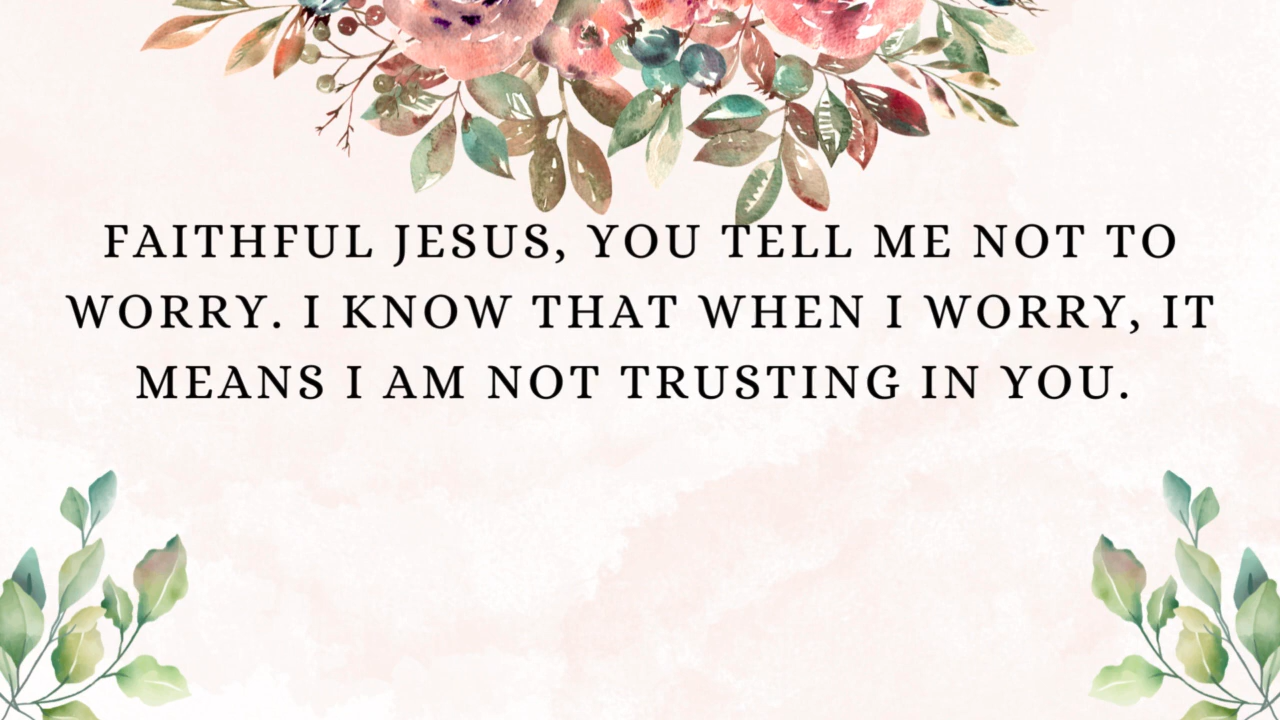 FAITHFUL JESUS, YOU TELL ME NOT TO
WORRY. I KNOW THAT WHEN I WORRY, IT
MEANS I AM NOT TRUSTING IN YOU.